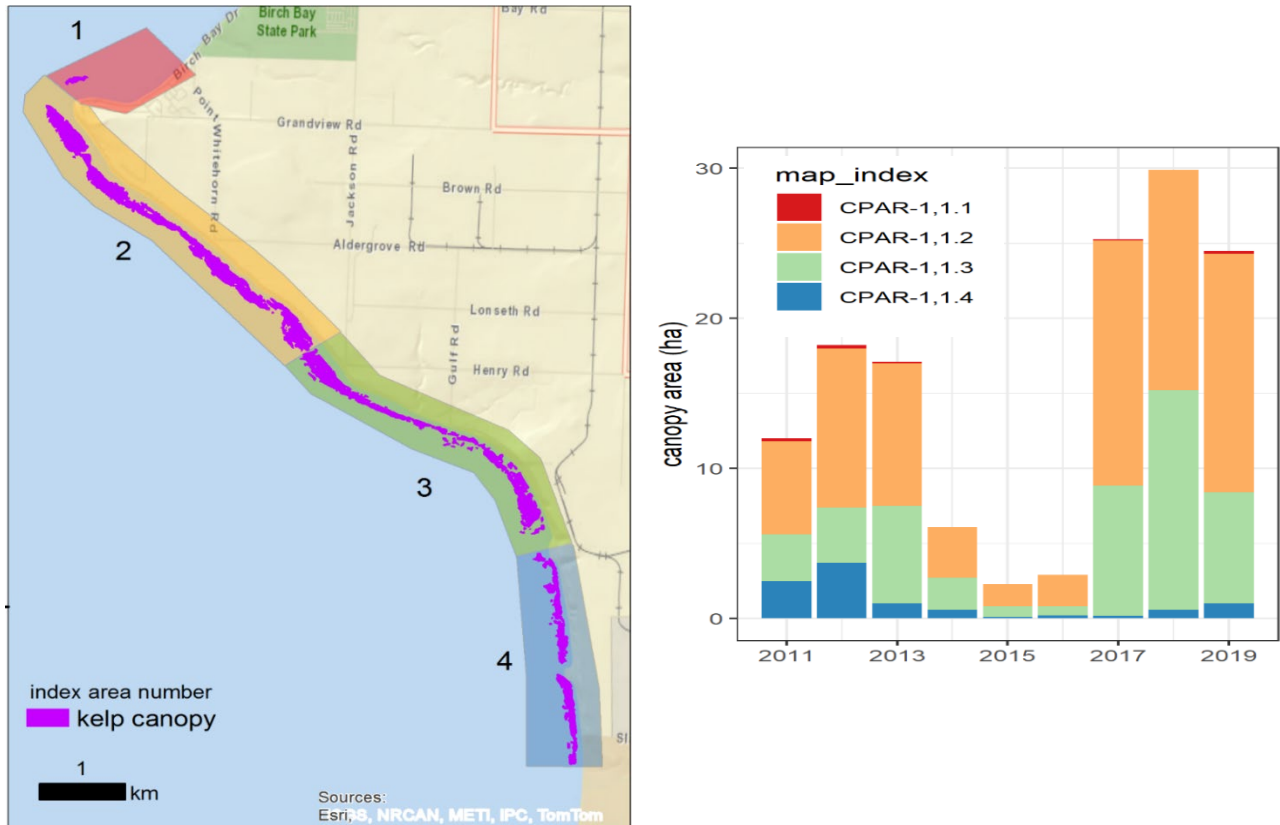 1
Birch Bay
State Park
Bay Rd
Birch Bay Dr
Point Whitehorn Rd
Grandview Rd
Jackson Rd
Brown Rd
2
Aldergrove Rd
Lonseth Rd
Gulf Rd
Henry Rd
3
4
index area number
kelp canopy
1
km
Sources:
Esri, NRCAN, METI, IPC, TomTom
map_index
CPAR-1,1.1
CPAR-1,1.2
CPAR-1,1.3
CPAR-1,1.4
canopy area (ha)
30
20
10
0
2011
2013
2015
2017
2019